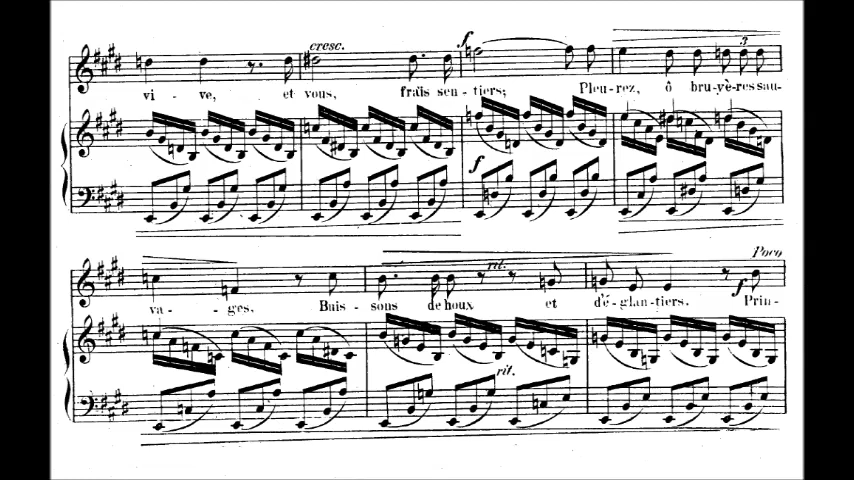 cresc. f
vi - ve, et vous, frais sen - tiers; Pleu-rez, ô bru-yè-res sau-
f
3
rit. Poco
f
va - ges, Buis - sons de houx et d'é-glan-tiers. Prin-
rit.